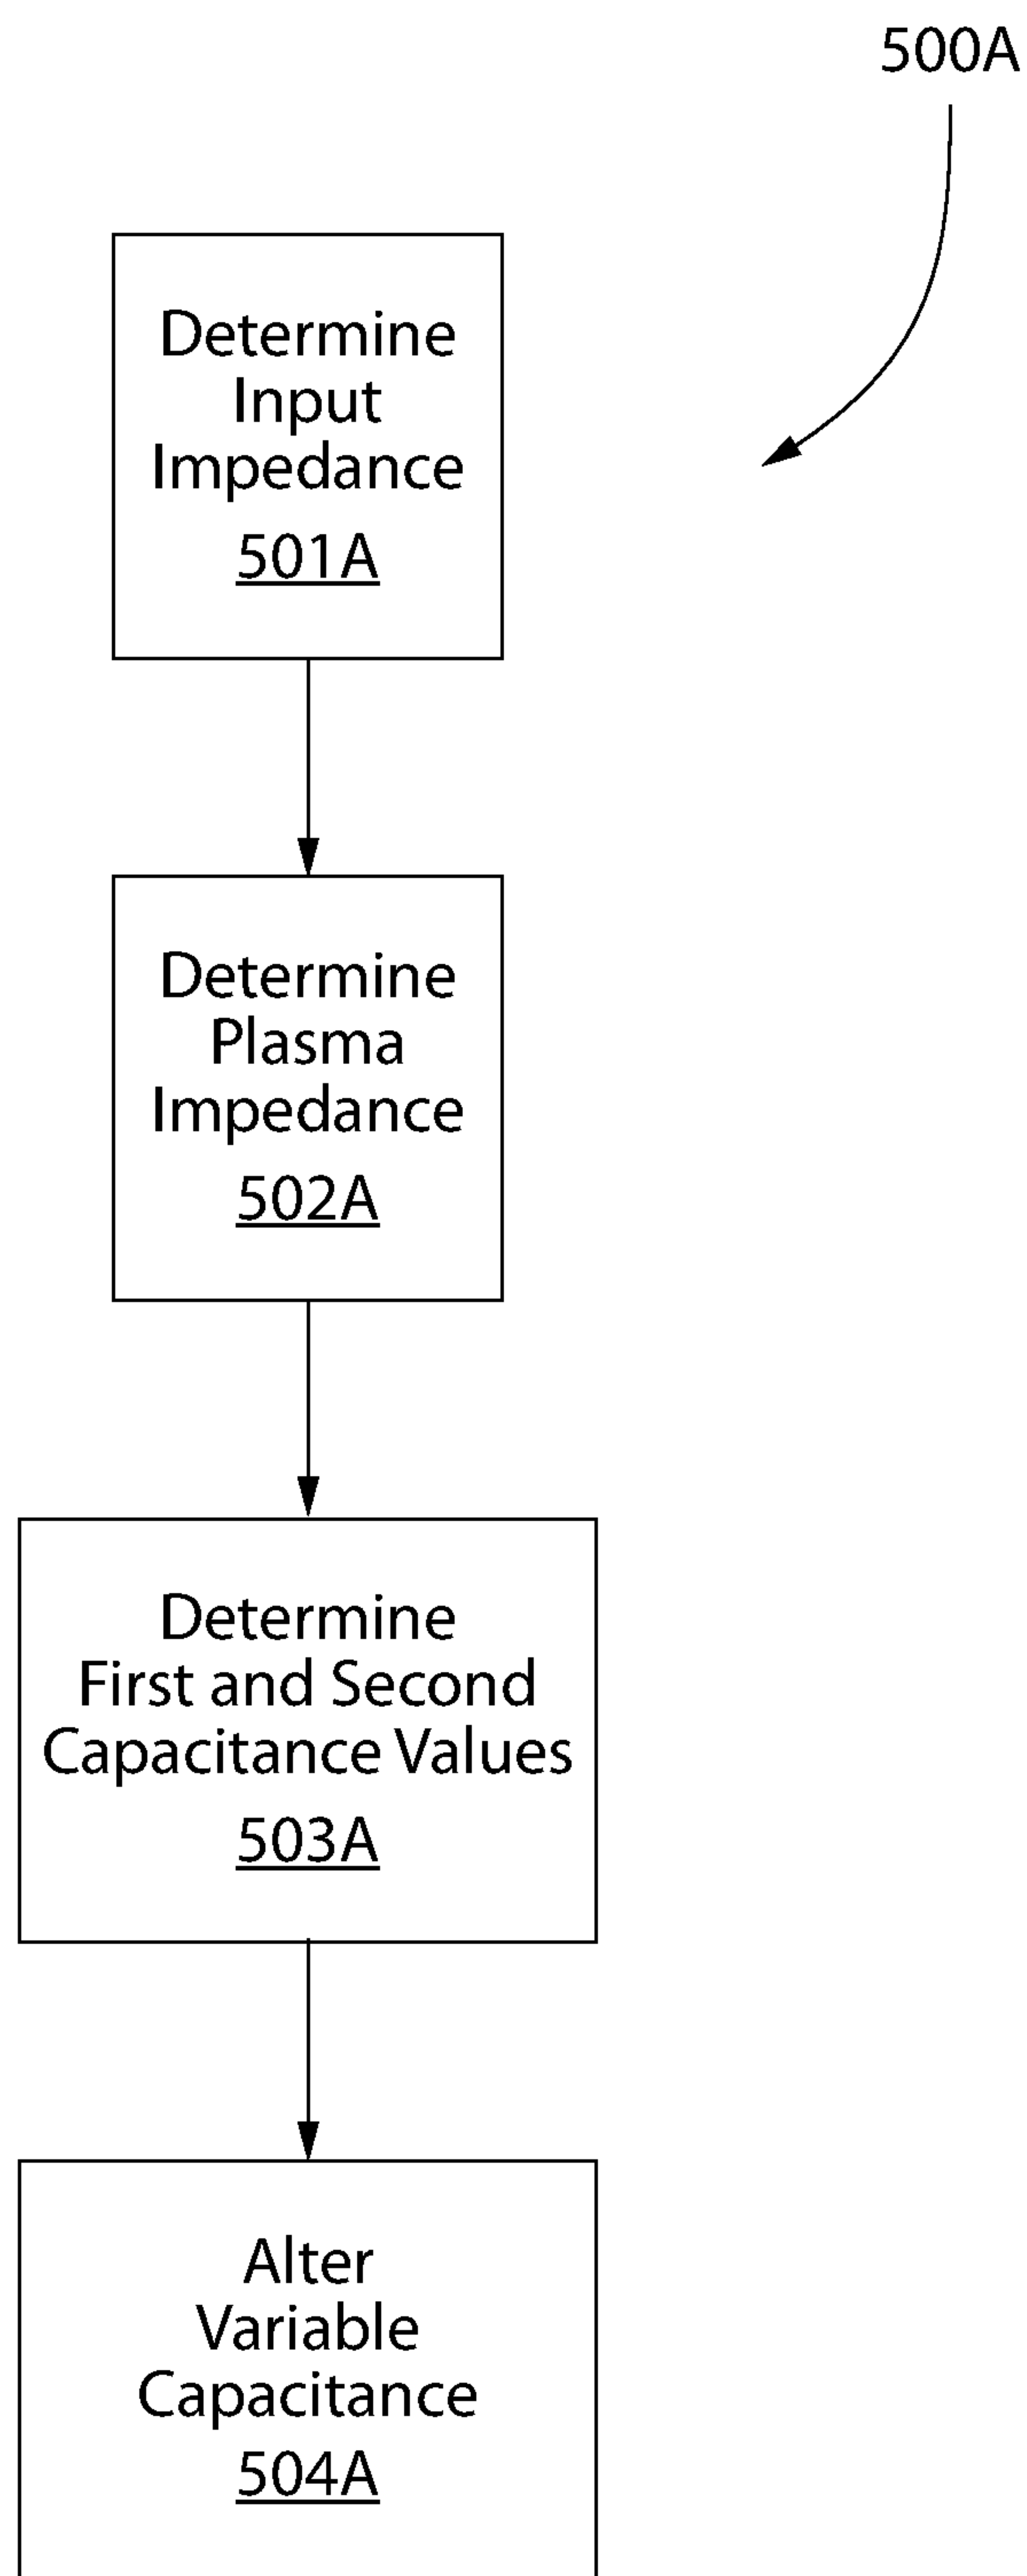 500A
Determine
Input
Impedance
501A
Determine
Plasma
Impedance
502A
Determine
First and Second
Capacitance Values
503A
Alter
Variable
Capacitance
504A